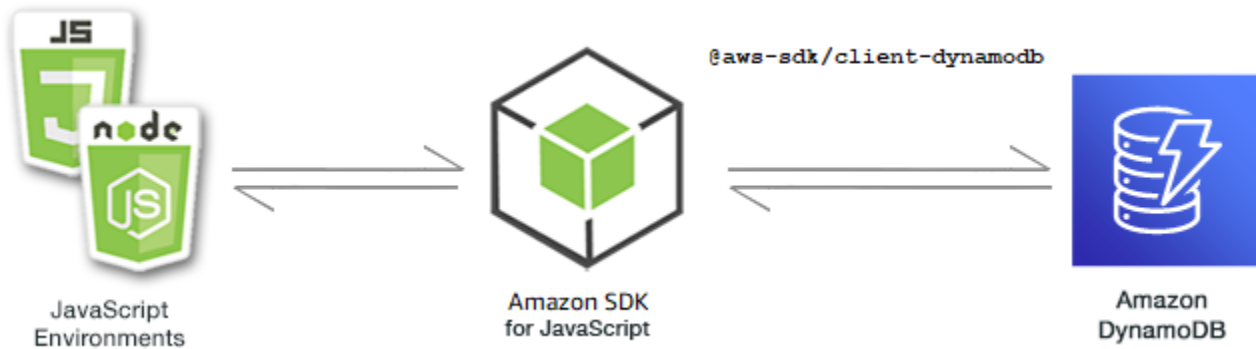 JS
node
JS
@aws-sdk/client-dynamodb
JavaScript
Environments
Amazon SDK
for JavaScript
Amazon
DynamoDB